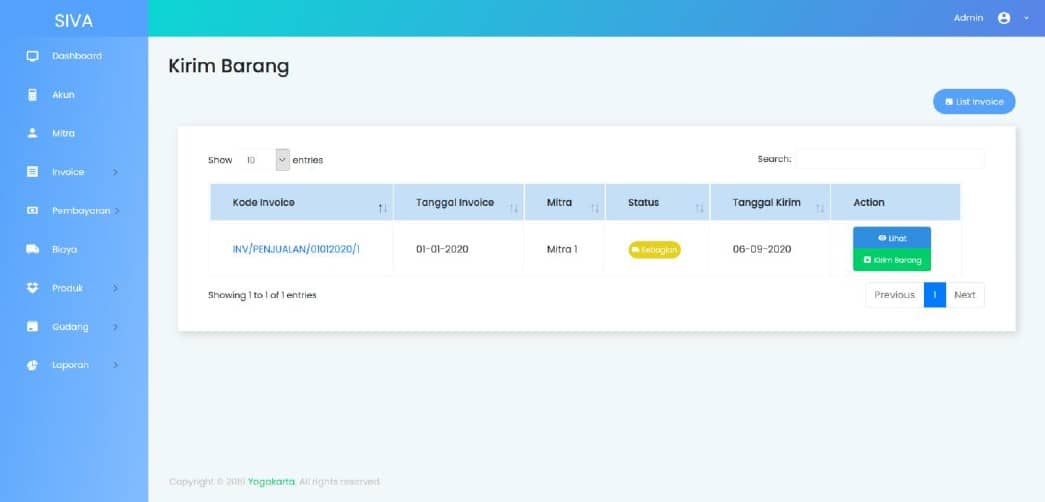 SIVA
Admin
Dashboard
Akun
Mitra
Invoice
Pembayaran
Biaya
Produk
Gudang
Laporan
Kirim Barang
List Invoice
Show 10 entries
Search:
Kode Invoice Tanggal Invoice Mitra Status Tanggal Kirim Action
INV/PENJUALAN/01012020/1 01-01-2020 Mitra 1 Sebagian 06-09-2020 Lihat
Kirim Barang
Showing 1 to 1 of 1 entries
Previous 1 Next
Copyright © 2019 Yogakarta. All rights reserved.